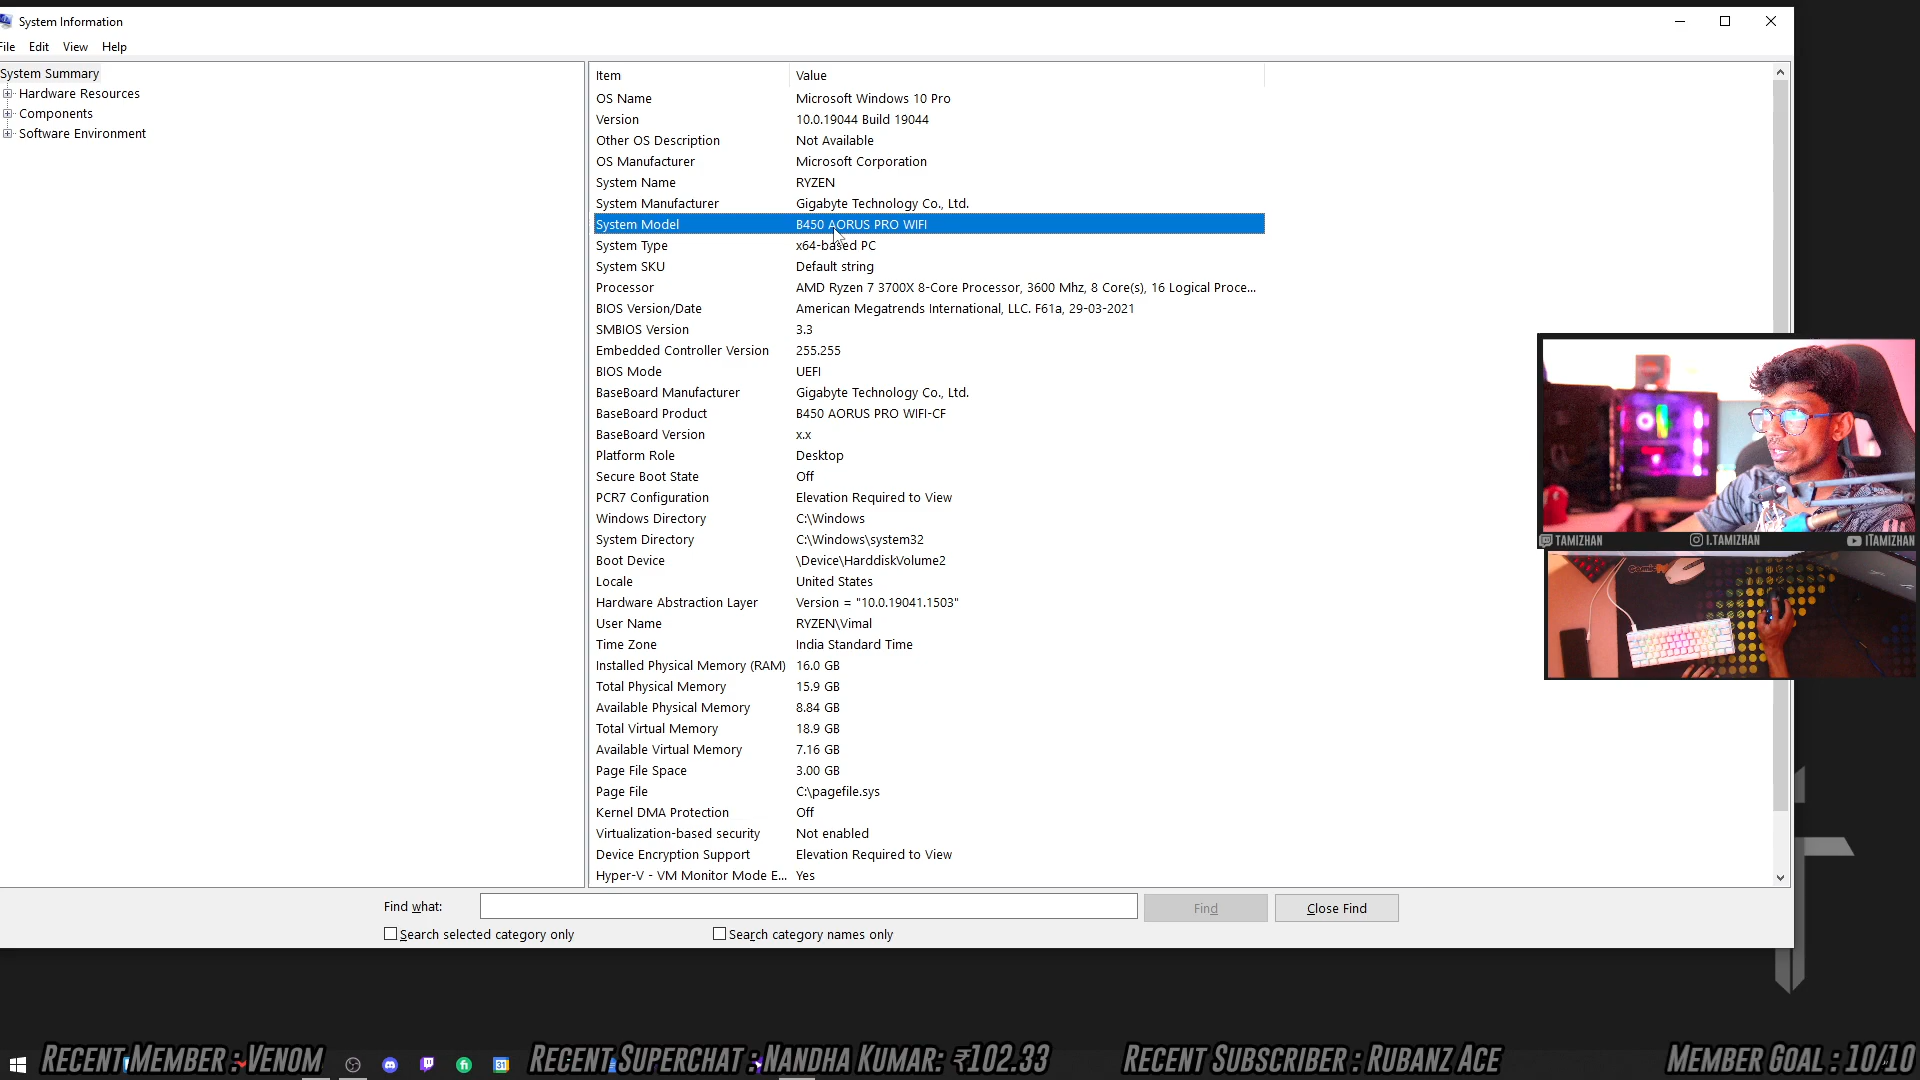 System Information
File Edit View Help
System Summary
Hardware Resources
Components
Software Environment
Item Value
OS Name Microsoft Windows 10 Pro
Version 10.0.19044 Build 19044
Other OS Description Not Available
OS Manufacturer Microsoft Corporation
System Name RYZEN
System Manufacturer Gigabyte Technology Co., Ltd.
System Model B450 AORUS PRO WIFI
System Type x64-based PC
System SKU Default string
Processor AMD Ryzen 7 3700X 8-Core Processor, 3600 Mhz, 8 Core(s), 16 Logical Proce...
BIOS Version/Date American Megatrends International, LLC. F61a, 29-03-2021
SMBIOS Version 3.3
Embedded Controller Version 255.255
BIOS Mode UEFI
BaseBoard Manufacturer Gigabyte Technology Co., Ltd.
BaseBoard Product B450 AORUS PRO WIFI-CF
BaseBoard Version x.x
Platform Role Desktop
Secure Boot State Off
PCR7 Configuration Elevation Required to View
Windows Directory C:\Windows
System Directory C:\Windows\system32
Boot Device \Device\HarddiskVolume2
Locale United States
Hardware Abstraction Layer Version = "10.0.19041.1503"
User Name RYZEN\Vimal
Time Zone India Standard Time
Installed Physical Memory (RAM) 16.0 GB
Total Physical Memory 15.9 GB
Available Physical Memory 8.84 GB
Total Virtual Memory 18.9 GB
Available Virtual Memory 7.16 GB
Page File Space 3.00 GB
Page File C:\pagefile.sys
Kernel DMA Protection Off
Virtualization-based security Not enabled
Device Encryption Support Elevation Required to View
Hyper-V - VM Monitor Mode E... Yes
Find what: Find Close Find
Search selected category only Search category names only
TAMIZHAN I.TAMIZHAN ITAMIZHAN
RECENT MEMBER : VENOM 31 RECENT SUPERCHAT : NANDHA KUMAR: ₹102.33 RECENT SUBSCRIBER : RUBANZ ACE MEMBER GOAL : 10/10